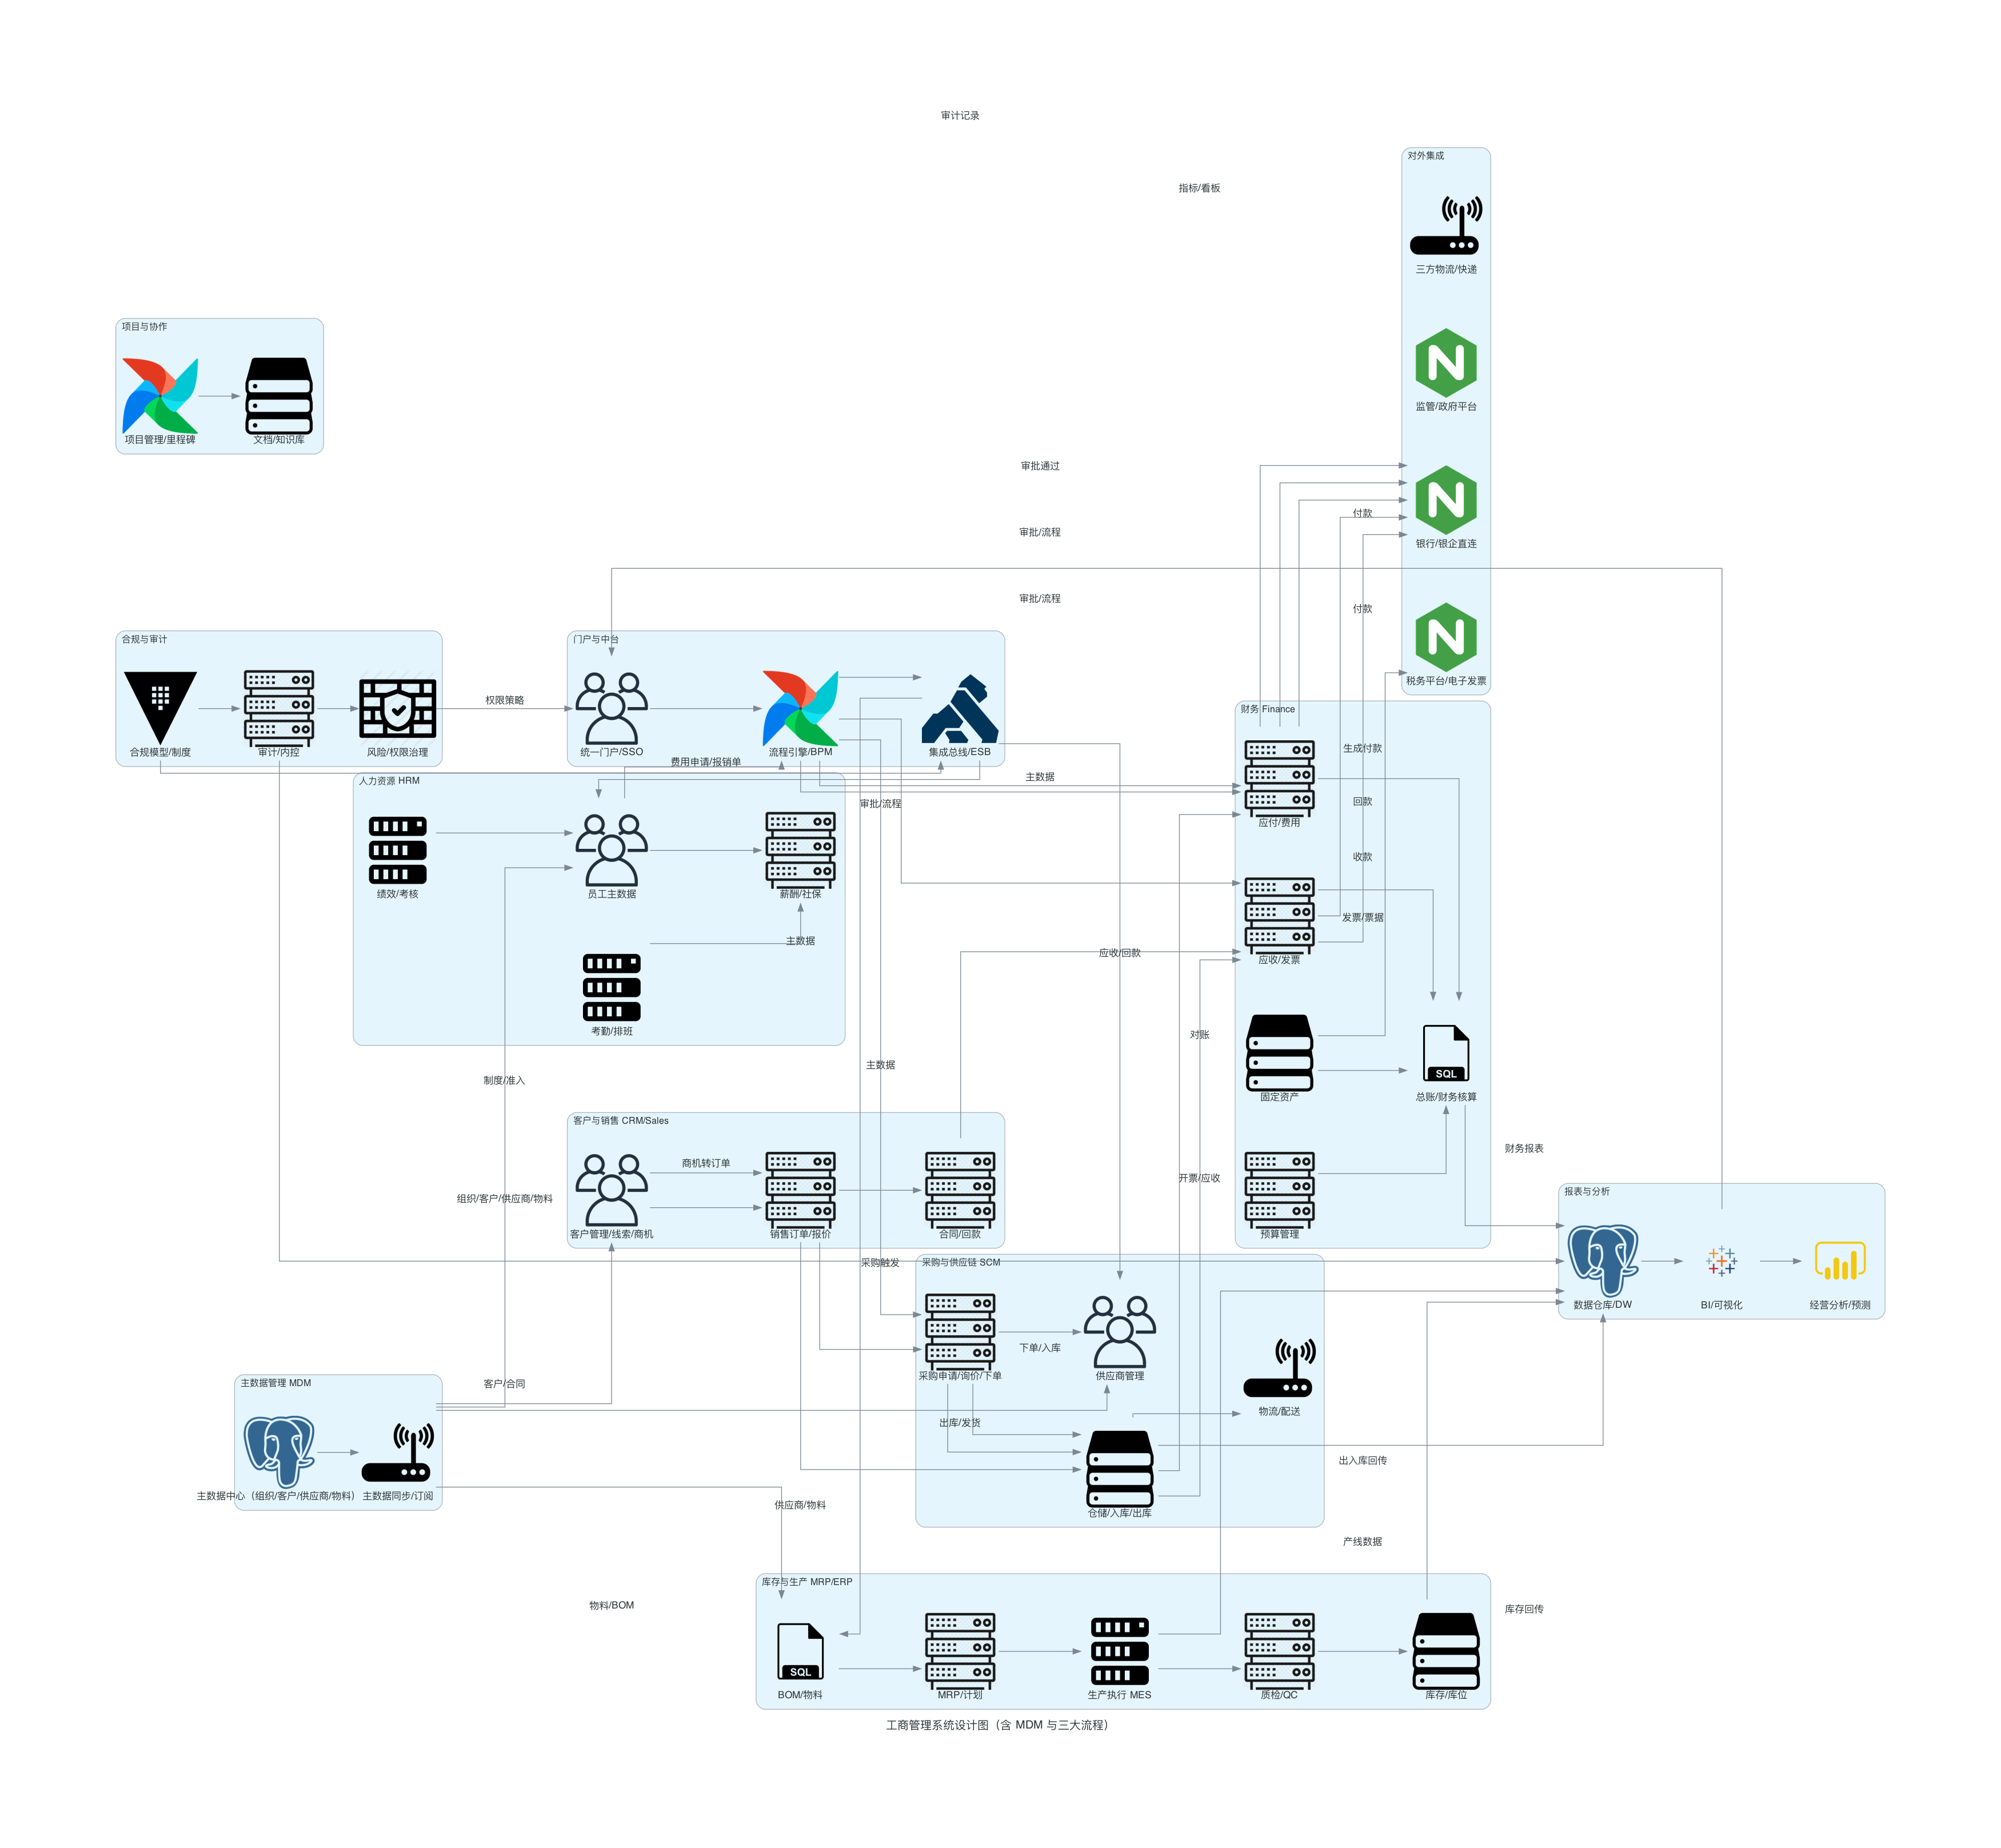 审计记录
对外集成
指标/看板
三方物流/快递
项目与协作
监管/政府平台
项目管理/里程碑
文档/知识库
审批通过
付款
审批/流程
银行/银企直连
审批/流程
付款
合规与审计
门户与中台
税务平台/电子发票
权限策略
财务 Finance
合规模型/制度
审计/内控
风险/权限治理
统一门户/SSO
流程引擎/BPM
集成总线/ESB
生成付款
费用申请/报销单
主数据
人力资源 HRM
审批/流程
回款
应付/费用
收款
绩效/考核
员工主数据
薪酬/社保
发票/票据
主数据
应收/回款
应收/发票
考勤/排班
对账
主数据
制度/准入
固定资产
总账/财务核算
SQL
客户与销售 CRM/Sales
财务报表
商机转订单
开票/应收
报表与分析
组织/客户/供应商/物料
客户管理/线索/商机
销售订单/报价
合同/回款
预算管理
采购触发
采购与供应链 SCM
数据仓库/DW
BI/可视化
经营分析/预测
下单/入库
采购申请/询价/下单
供应商管理
主数据管理 MDM
客户/合同
物流/配送
出库/发货
出入库回传
主数据中心（组织/客户/供应商/物料）
主数据同步/订阅
供应商/物料
仓储/入库/出库
产线数据
库存与生产 MRP/ERP
物料/BOM
库存回传
SQL
BOM/物料
MRP/计划
生产执行 MES
质检/QC
库存/库位
工商管理系统设计图（含 MDM 与三大流程）